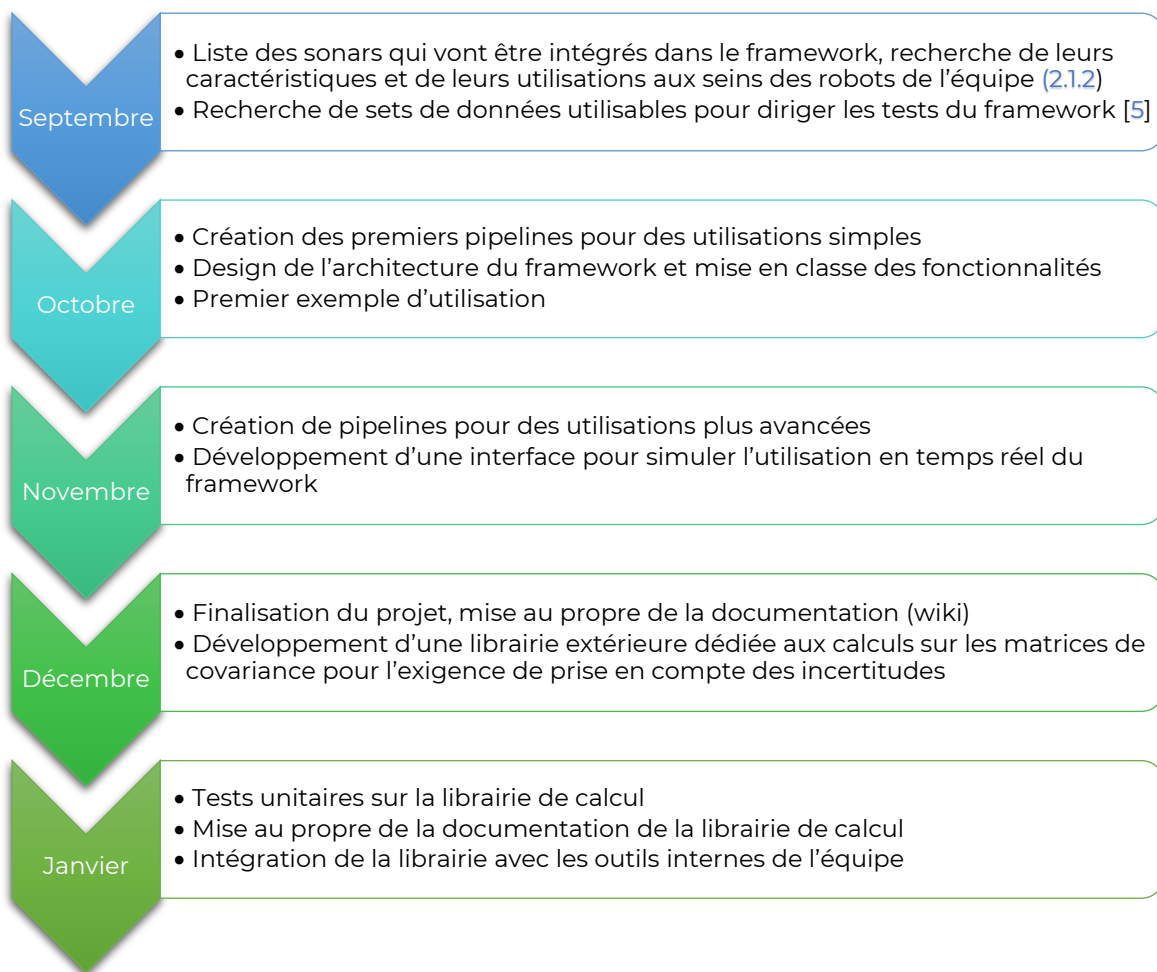 Septembre
• Liste des sonars qui vont être intégrés dans le framework, recherche de leurs
caractéristiques et de leurs utilisations aux seins des robots de l’équipe (2.1.2)
• Recherche de sets de données utilisables pour diriger les tests du framework [5]
Octobre
• Création des premiers pipelines pour des utilisations simples
• Design de l’architecture du framework et mise en classe des fonctionnalités
• Premier exemple d’utilisation
Novembre
• Création de pipelines pour des utilisations plus avancées
• Développement d’une interface pour simuler l’utilisation en temps réel du
framework
Décembre
• Finalisation du projet, mise au propre de la documentation (wiki)
• Développement d’une librairie extérieure dédiée aux calculs sur les matrices de
covariance pour l’exigence de prise en compte des incertitudes
Janvier
• Tests unitaires sur la librairie de calcul
• Mise au propre de la documentation de la librairie de calcul
• Intégration de la librairie avec les outils internes de l’équipe